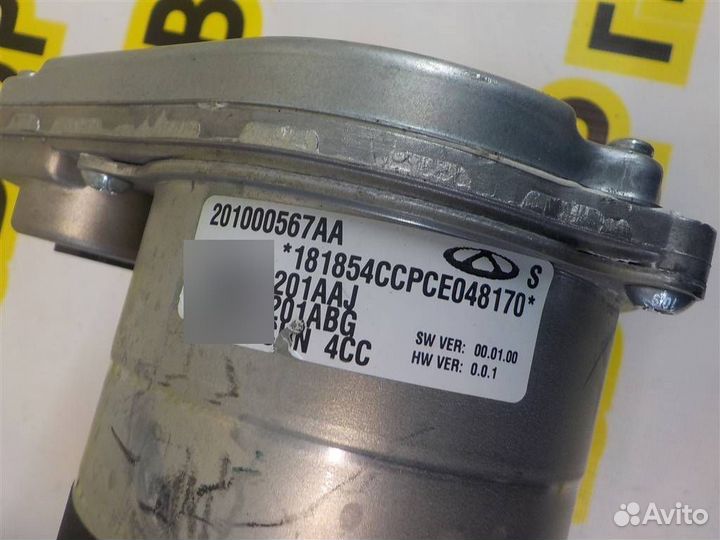 201000567AA
*181854CCPCE048170*
201AAJ
201ABG
N 4CC
S
SW VER: 00.01.00
HW VER: 0.0.1
Avito